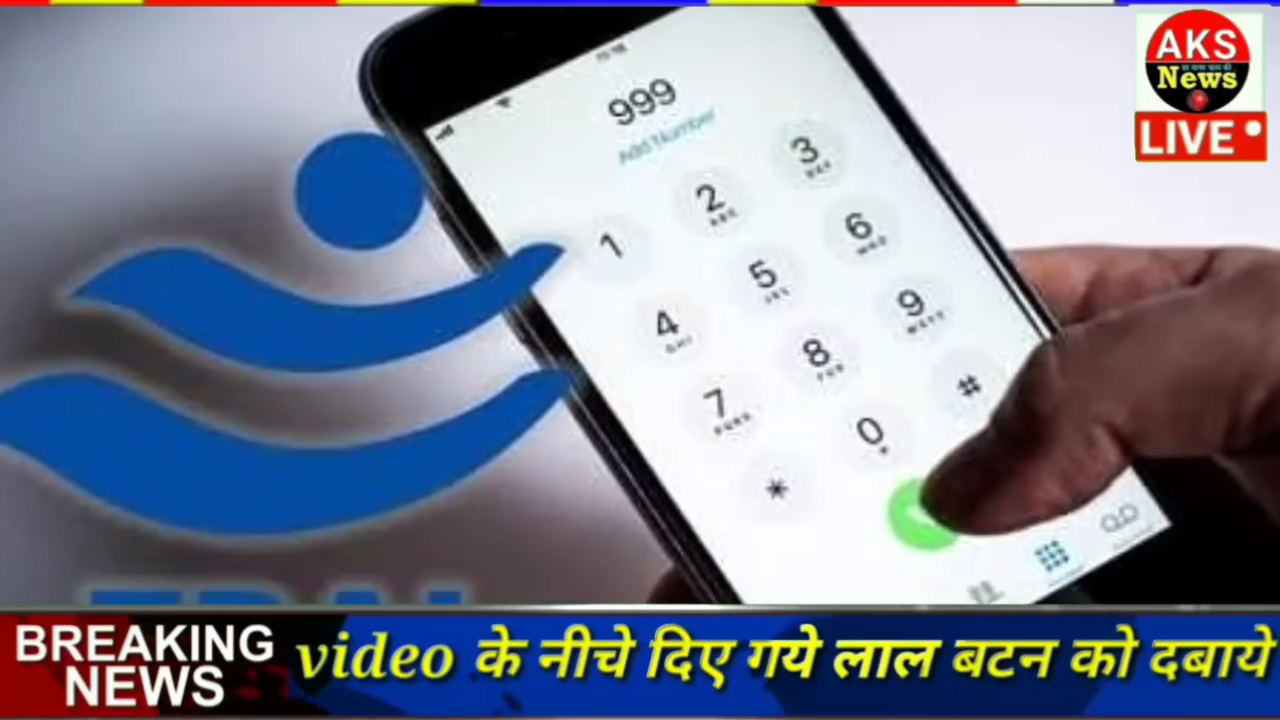 AKS
News
LIVE
999
Add Number
1
2
ABC
3
DEF
4
GHI
5
JKL
6
MNO
7
PQRS
8
TUV
9
WXYZ
*
0
+
#
BREAKING
NEWS
video के नीचे दिए गये लाल बटन को दबाये